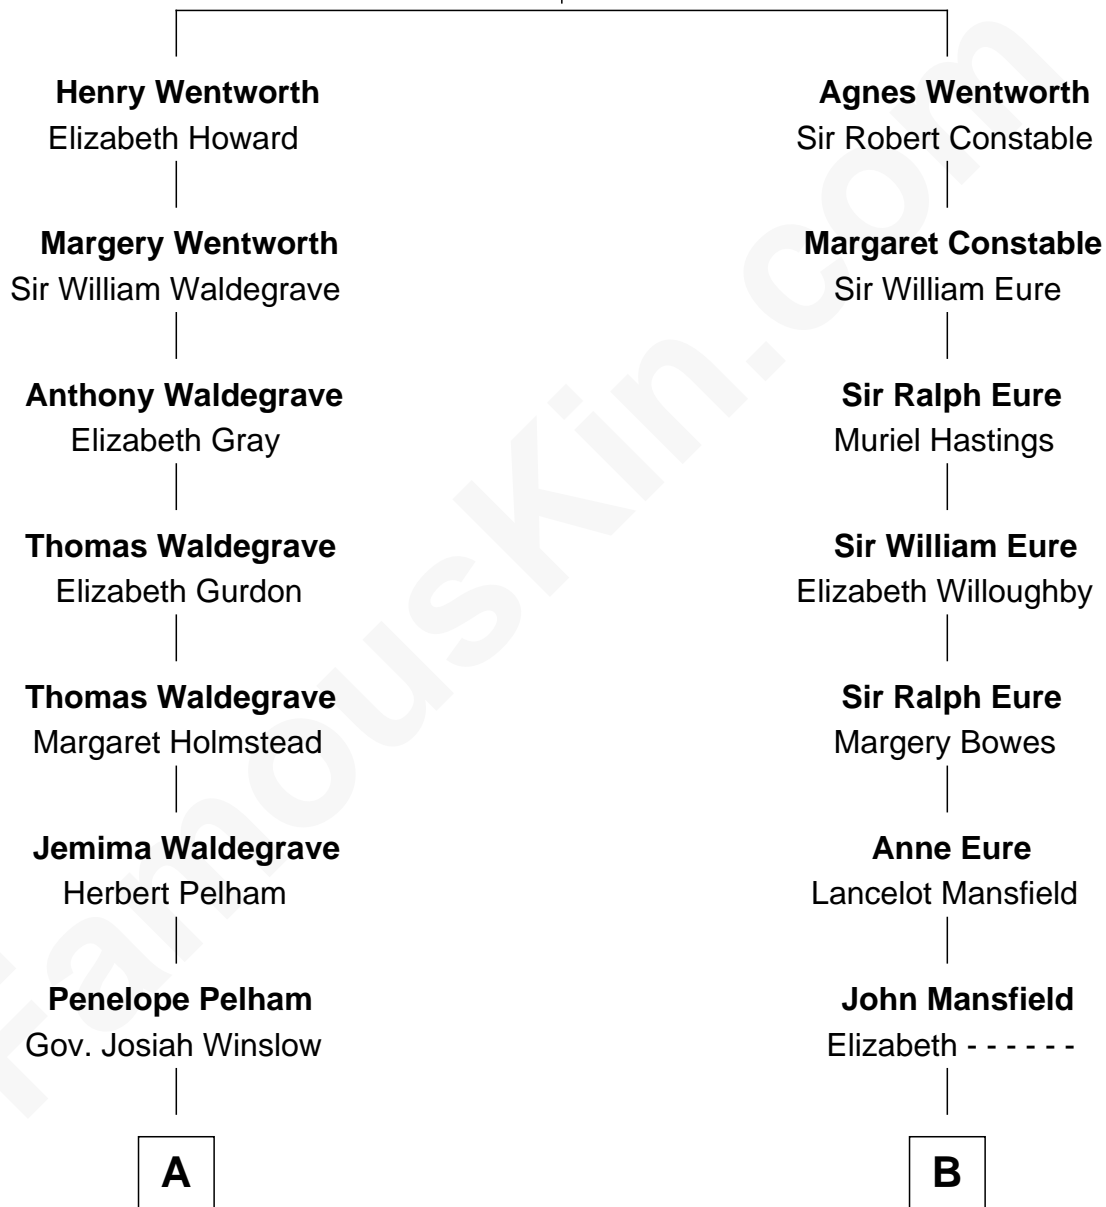 Henry Wentworth
Elizabeth Howard
Margery Wentworth
Sir William Waldegrave
Anthony Waldegrave
Elizabeth Gray
Thomas Waldegrave
Elizabeth Gurdon
Thomas Waldegrave
Margaret Holmstead
Jemima Waldegrave
Herbert Pelham
Penelope Pelham
Gov. Josiah Winslow
A
Agnes Wentworth
Sir Robert Constable
Margaret Constable
Sir William Eure
Sir Ralph Eure
Muriel Hastings
Sir William Eure
Elizabeth Willoughby
Sir Ralph Eure
Margery Bowes
Anne Eure
Lancelot Mansfield
John Mansfield
Elizabeth - - - - - -
B
FamousKin.com